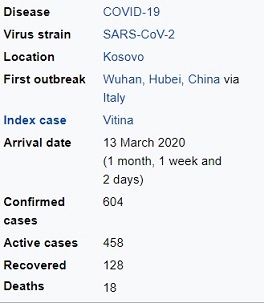 Disease COVID-19
Virus strain SARS-CoV-2
Location Kosovo
First outbreak Wuhan, Hubei, China via
Italy
Index case Vitina
Arrival date 13 March 2020
(1 month, 1 week and
2 days)
Confirmed 604
cases
Active cases 458
Recovered 128
Deaths 18